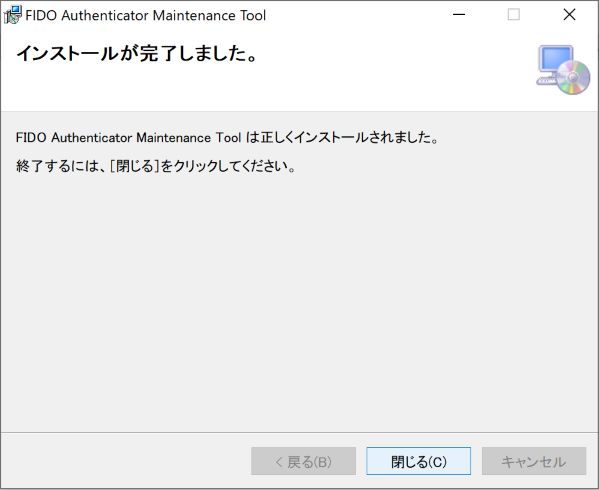 FIDO Authenticator Maintenance Tool
インストールが完了しました。
FIDO Authenticator Maintenance Tool は正しくインストールされました。
終了するには、[閉じる]をクリックしてください。
< 戻る(B)
閉じる(C)
キャンセル